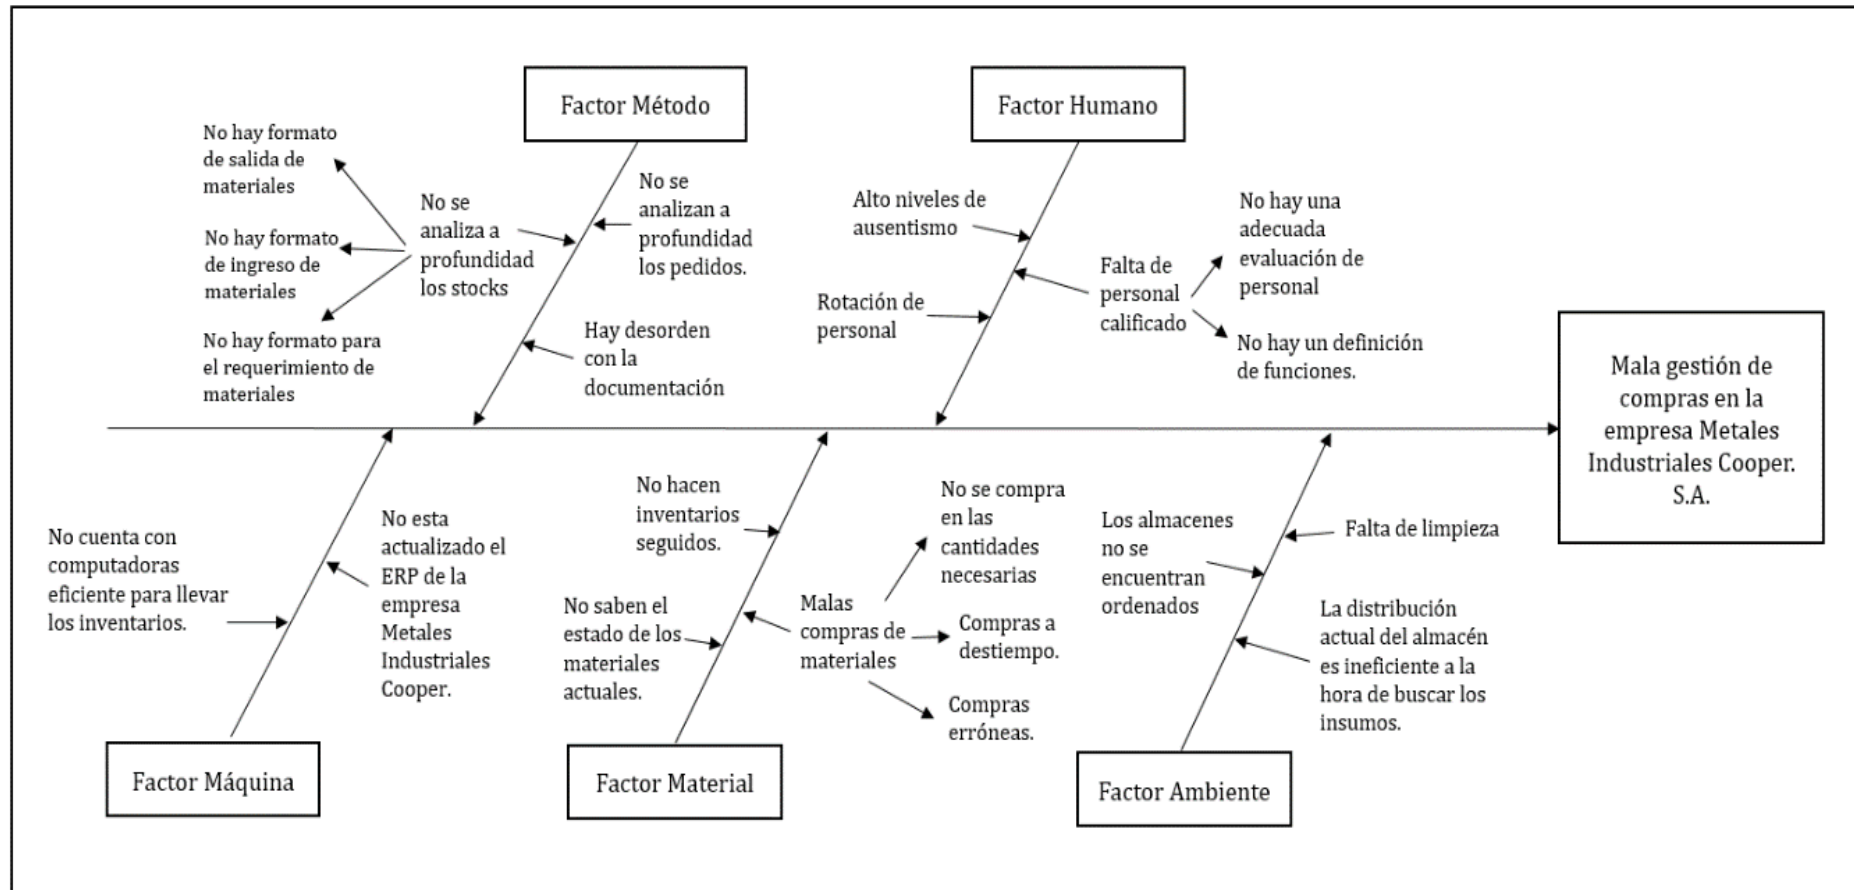 Factor Método
Factor Humano
No hay formato
de salida de
materiales
No hay formato
de ingreso de
materiales
No hay formato para
el requerimiento de
materiales
No se
analiza a
profundidad
los stocks
No se
analizan a
profundidad
los pedidos.
Hay desorden
con la
documentación
Alto niveles de
ausentismo
Rotación de
personal
Falta de
personal
calificado
No hay una
adecuada
evaluación de
personal
No hay un definición
de funciones.
Mala gestión de
compras en la
empresa Metales
Industriales Cooper.
S.A.
No cuenta con
computadoras
eficiente para llevar
los inventarios.
No esta
actualizado el
ERP de la
empresa
Metales
Industriales
Cooper.
No hacen
inventarios
seguidos.
No saben el
estado de los
materiales
actuales.
Malas
compras de
materiales
No se compra
en las
cantidades
necesarias
Compras a
destiempo.
Compras
erróneas.
Los almacenes
no se
encuentran
ordenados
Falta de limpieza
La distribución
actual del almacén
es ineficiente a la
hora de buscar los
insumos.
Factor Máquina
Factor Material
Factor Ambiente